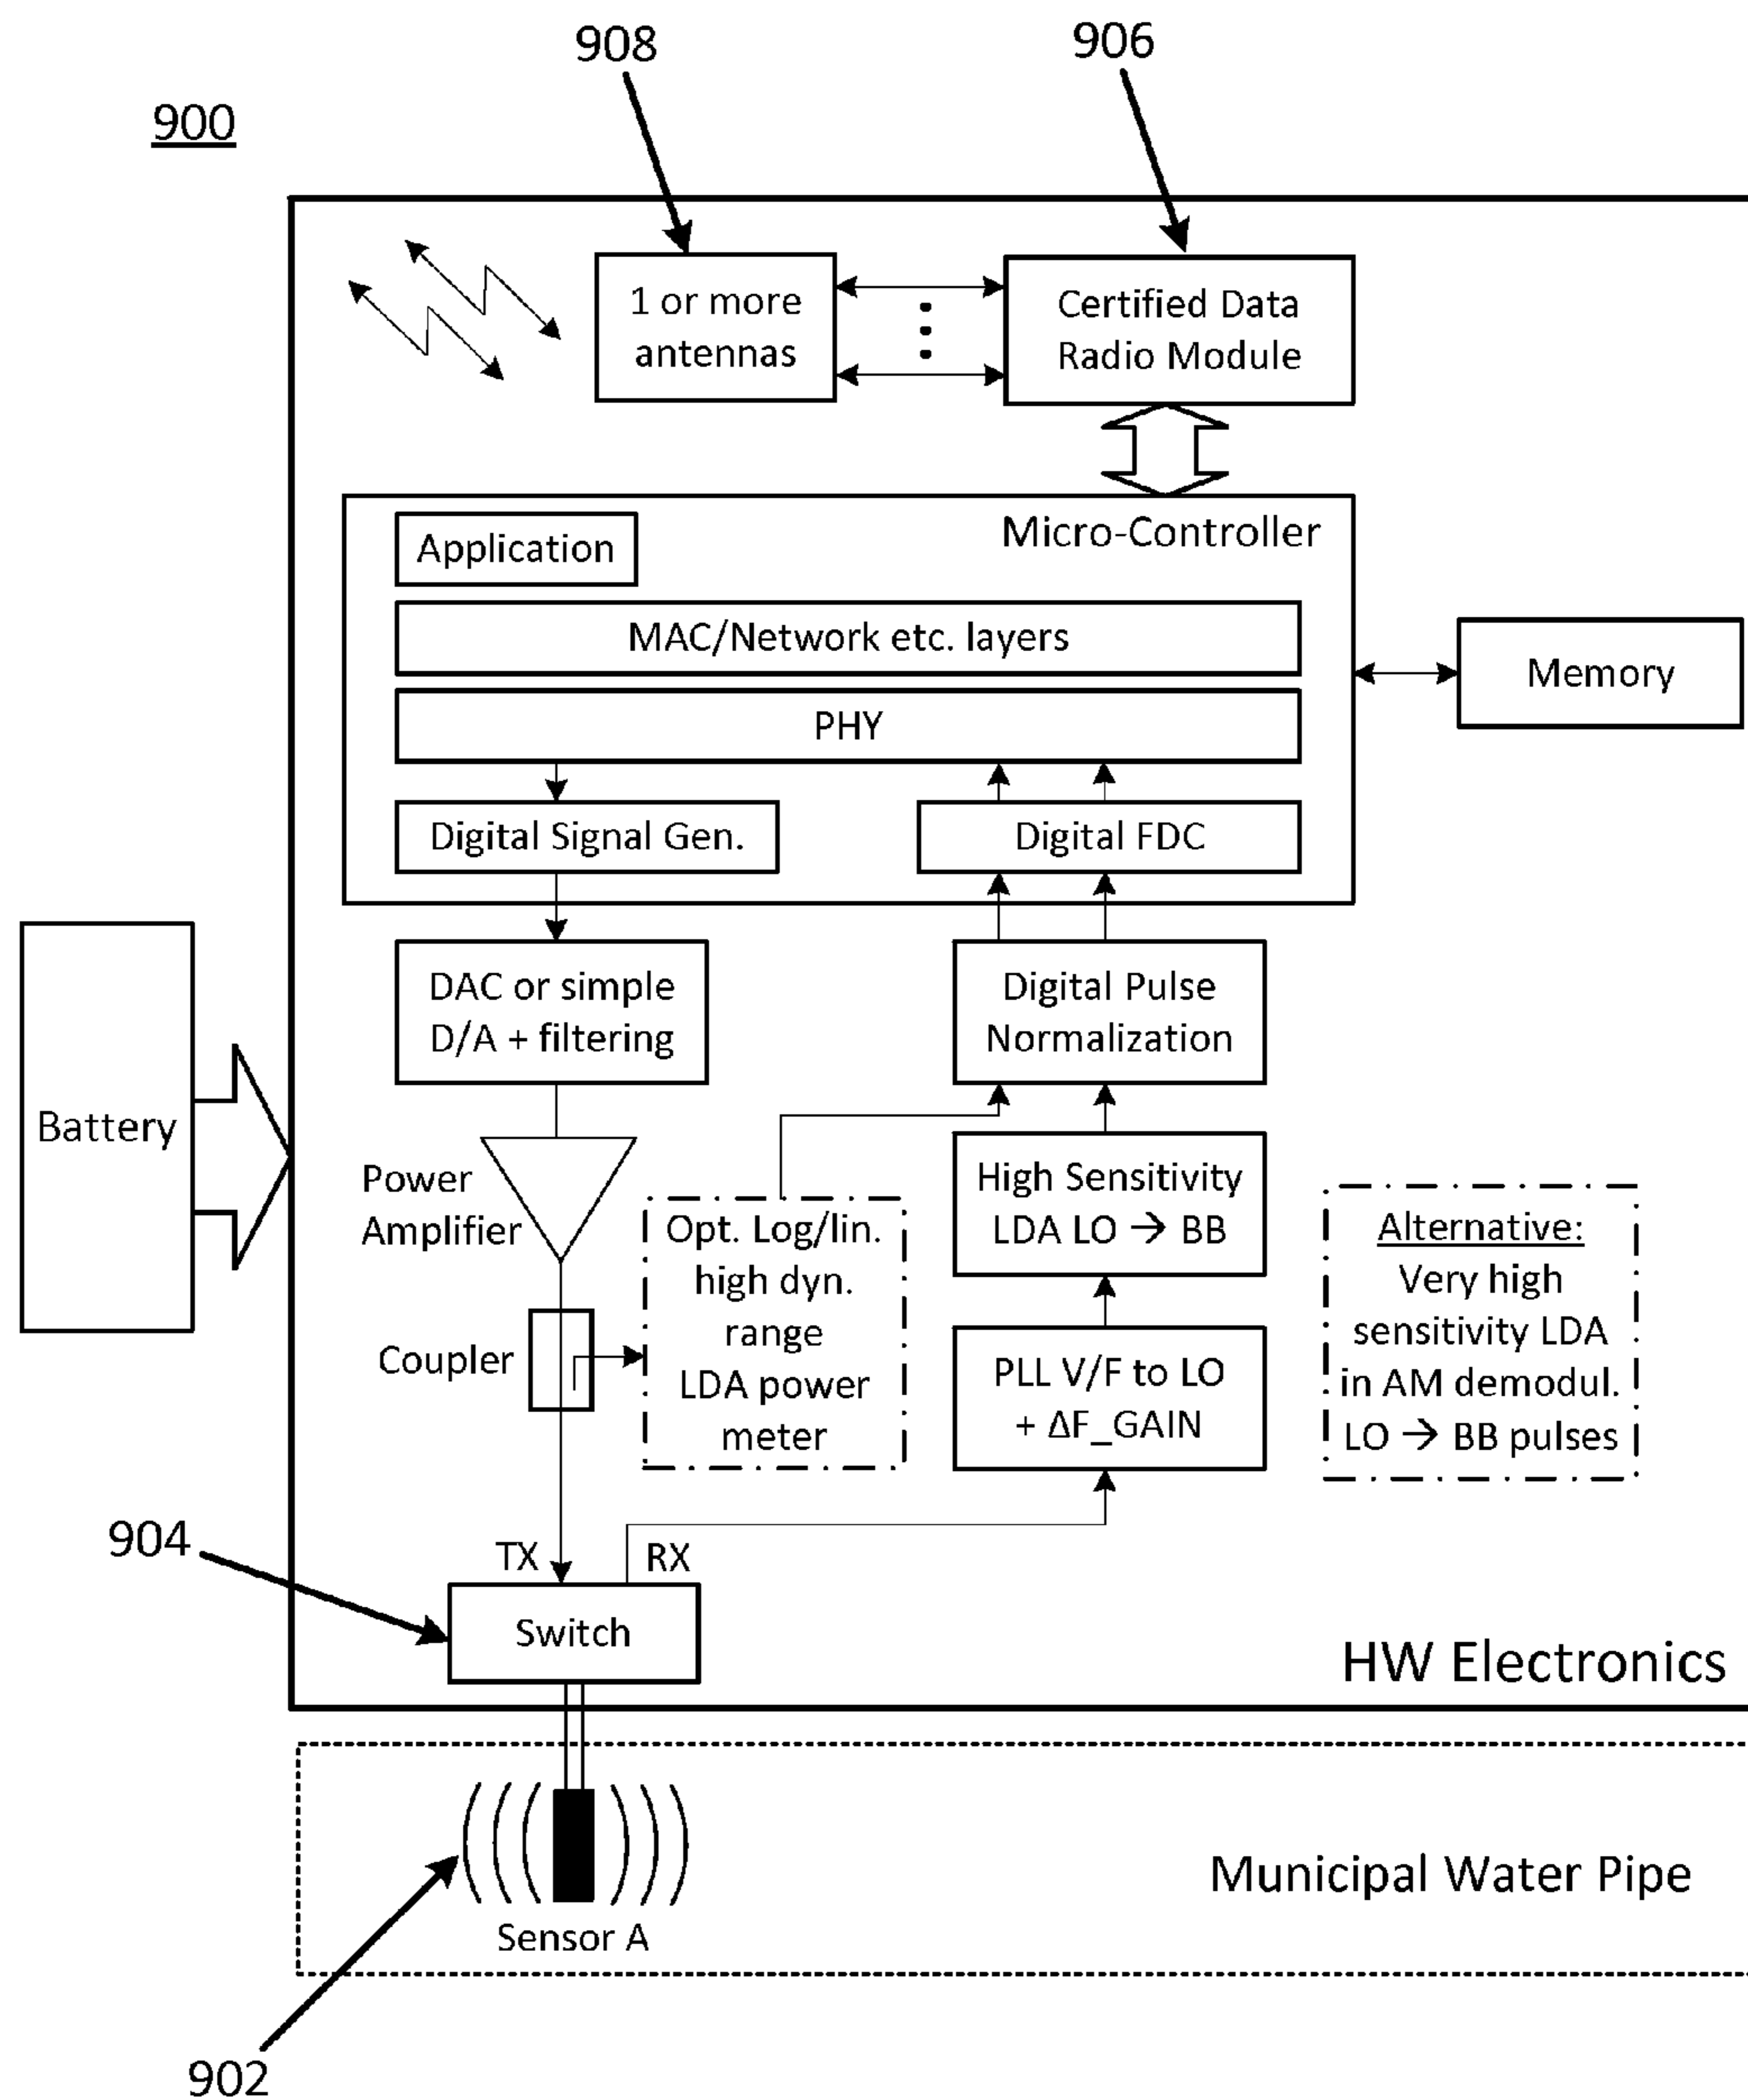 908
906
900
1 or more
antennas
Certified Data
Radio Module
Micro-Controller
Application
MAC/Network etc. layers
Memory
PHY
Digital Signal Gen.
Digital FDC
Battery
DAC or simple
D/A + filtering
Digital Pulse
Normalization
Power
Amplifier
High Sensitivity
LDA LO → BB
Opt. Log/lin.
high dyn.
range
LDA power
meter
Alternative:
Very high
sensitivity LDA
in AM demodul.
LO → BB pulses
Coupler
PLL V/F to LO
+ ΔF_GAIN
904
TX
RX
Switch
HW Electronics
Municipal Water Pipe
Sensor A
902